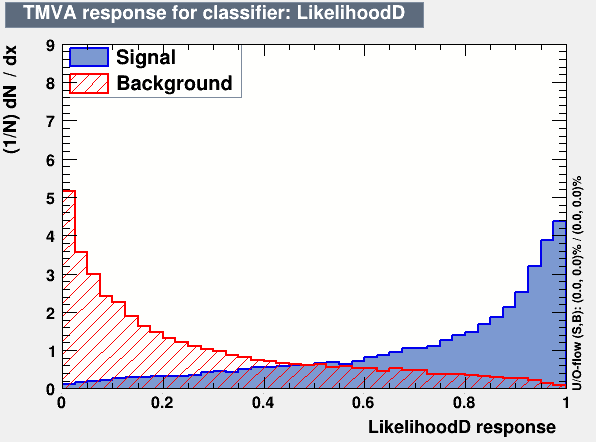 TMVA response for classifier: LikelihoodD
(1/N) dN / dx
9
8
7
6
5
4
3
2
1
0
Signal
Background
0 0.2 0.4 0.6 0.8 1
LikelihoodD response
U/O-flow (S,B): (0.0, 0.0)% / (0.0, 0.0)%